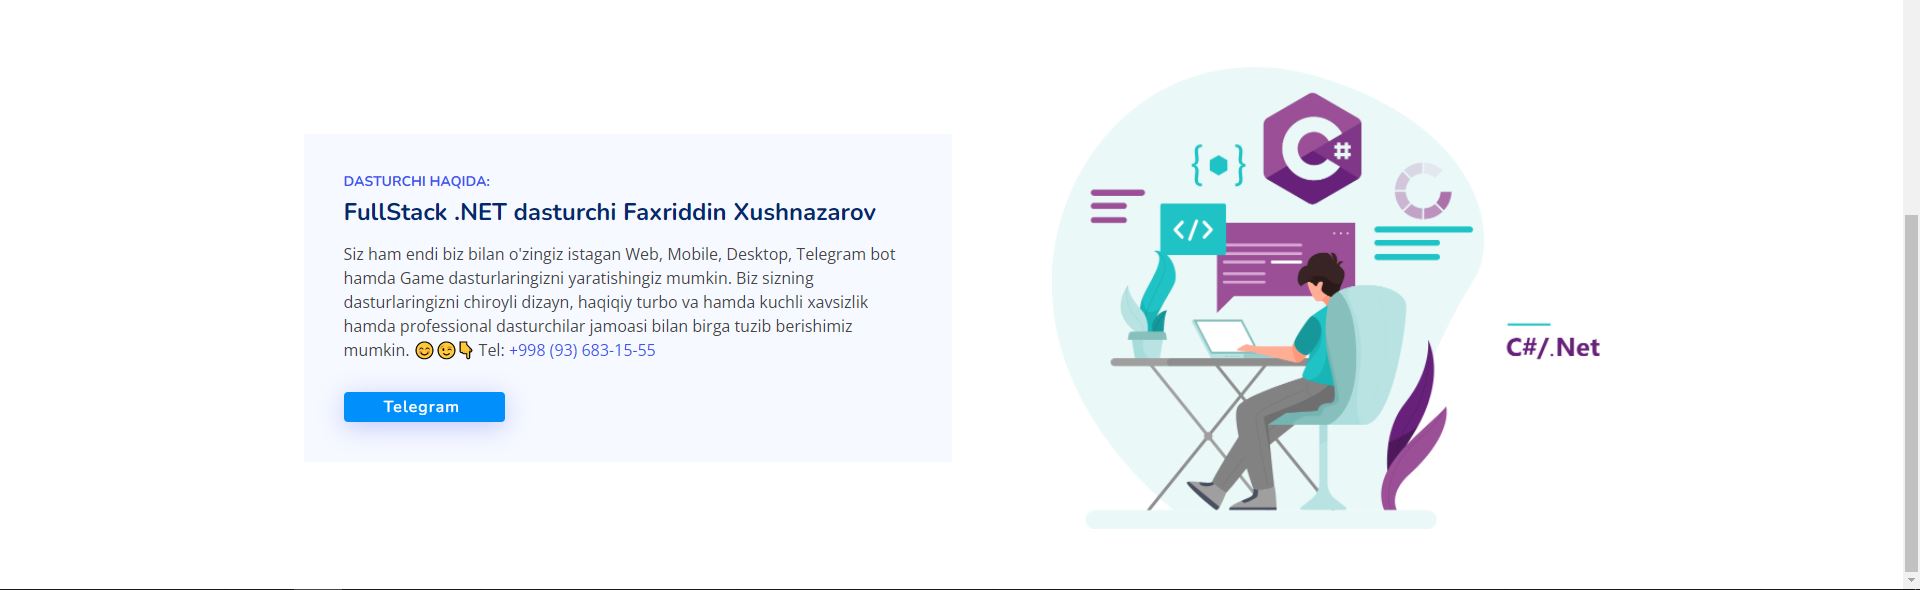 DASTURCHI HAQIDA:
FullStack .NET dasturchi Faxriddin Xushnazarov
Siz ham endi biz bilan o'zingiz istagan Web, Mobile, Desktop, Telegram bot
hamda Game dasturlaringizni yaratishingiz mumkin. Biz sizning
dasturlaringizni chiroyli dizayn, haqiqiy turbo va hamda kuchli xavsizlik
hamda professional dasturchilar jamoasi bilan birga tuzib berishimiz
mumkin. 😊😉👇 Tel: +998 (93) 683-15-55
Telegram
C#
{ }
</>
C#/.Net